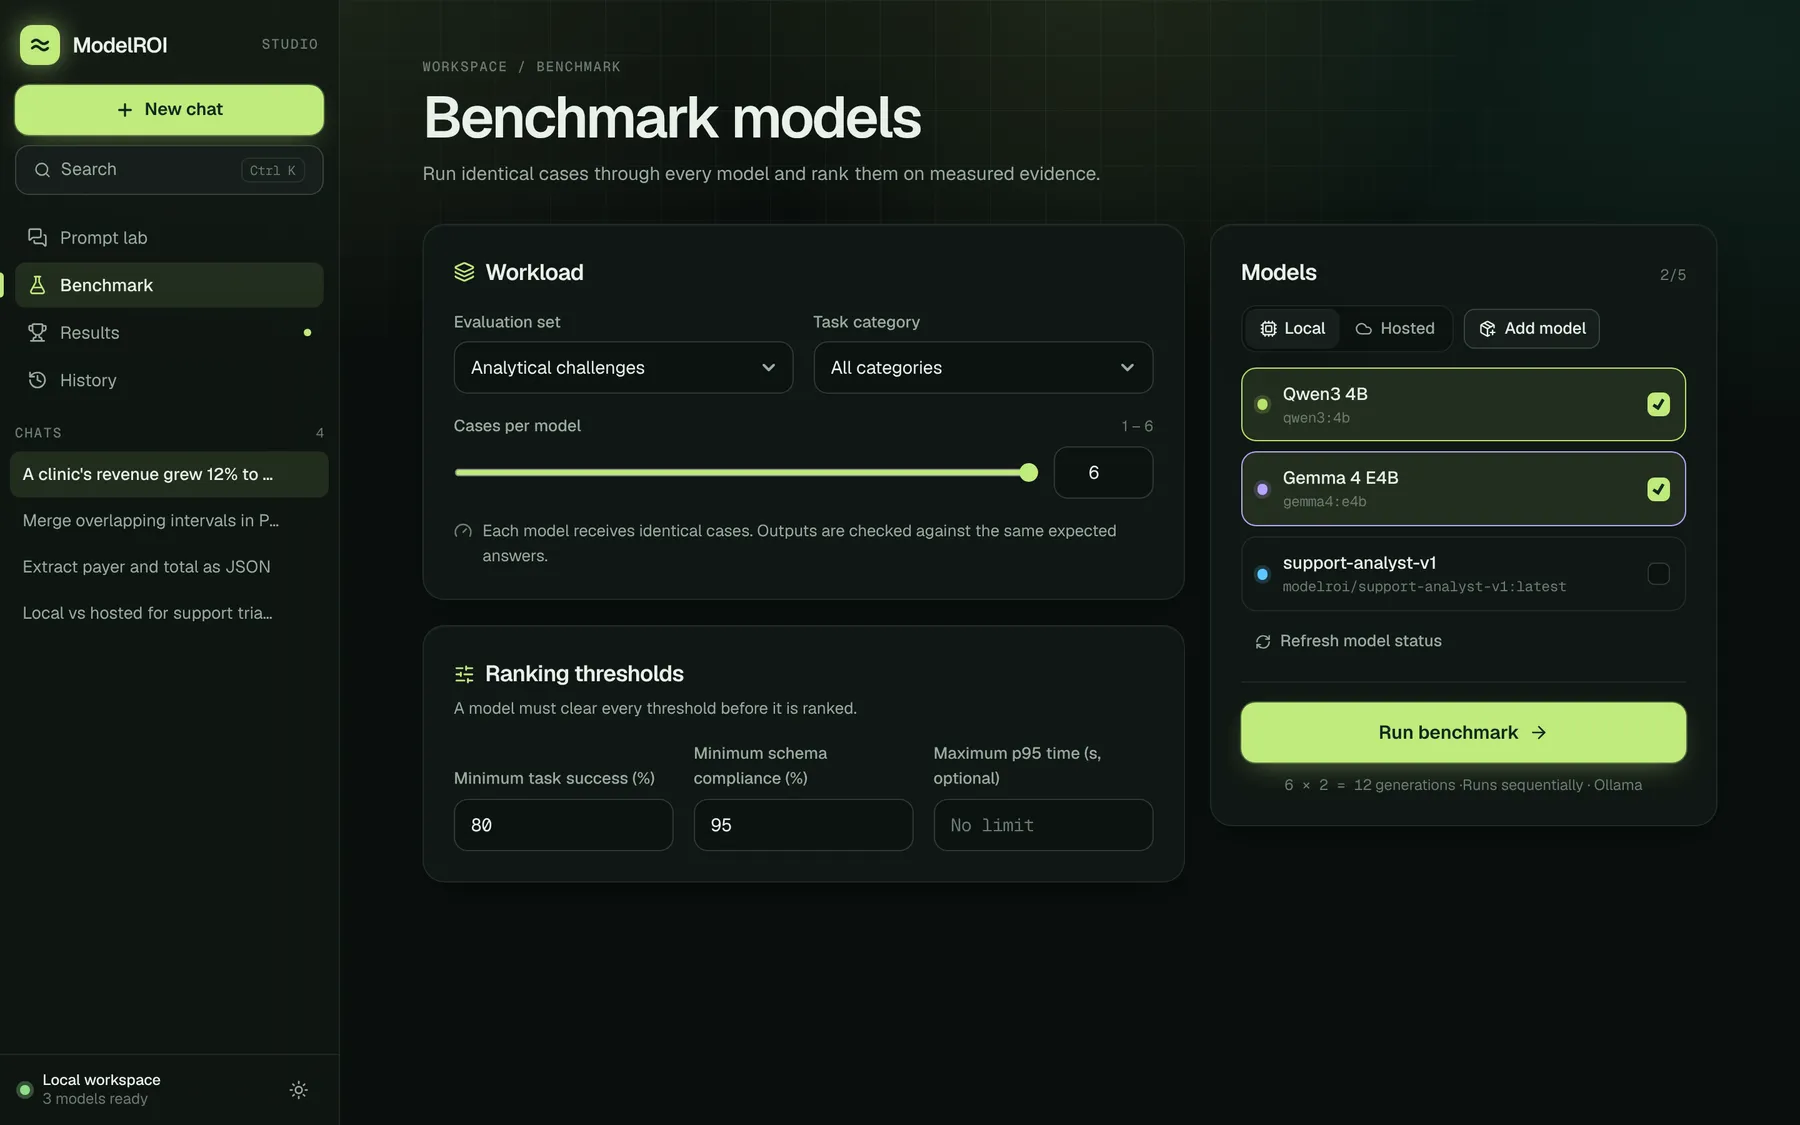 ModelROI
STUDIO
New chat
Search
Ctrl K
Prompt lab
Benchmark
Results
History
CHATS
4
A clinic's revenue grew 12% to ...
Merge overlapping intervals in P...
Extract payer and total as JSON
Local vs hosted for support tria...
Local workspace
3 models ready
WORKSPACE / BENCHMARK
Benchmark models
Run identical cases through every model and rank them on measured evidence.
Workload
Evaluation set
Task category
Analytical challenges
All categories
Cases per model
1 – 6
6
Each model receives identical cases. Outputs are checked against the same expected
answers.
Ranking thresholds
A model must clear every threshold before it is ranked.
Minimum task success (%)
Minimum schema
compliance (%)
Maximum p95 time (s,
optional)
80
95
No limit
Models
2/5
Local
Hosted
Add model
Qwen3 4B
qwen3:4b
Gemma 4 E4B
gemma4:e4b
support-analyst-v1
modelroi/support-analyst-v1:latest
Refresh model status
Run benchmark →
6 × 2 = 12 generations ·Runs sequentially · Ollama